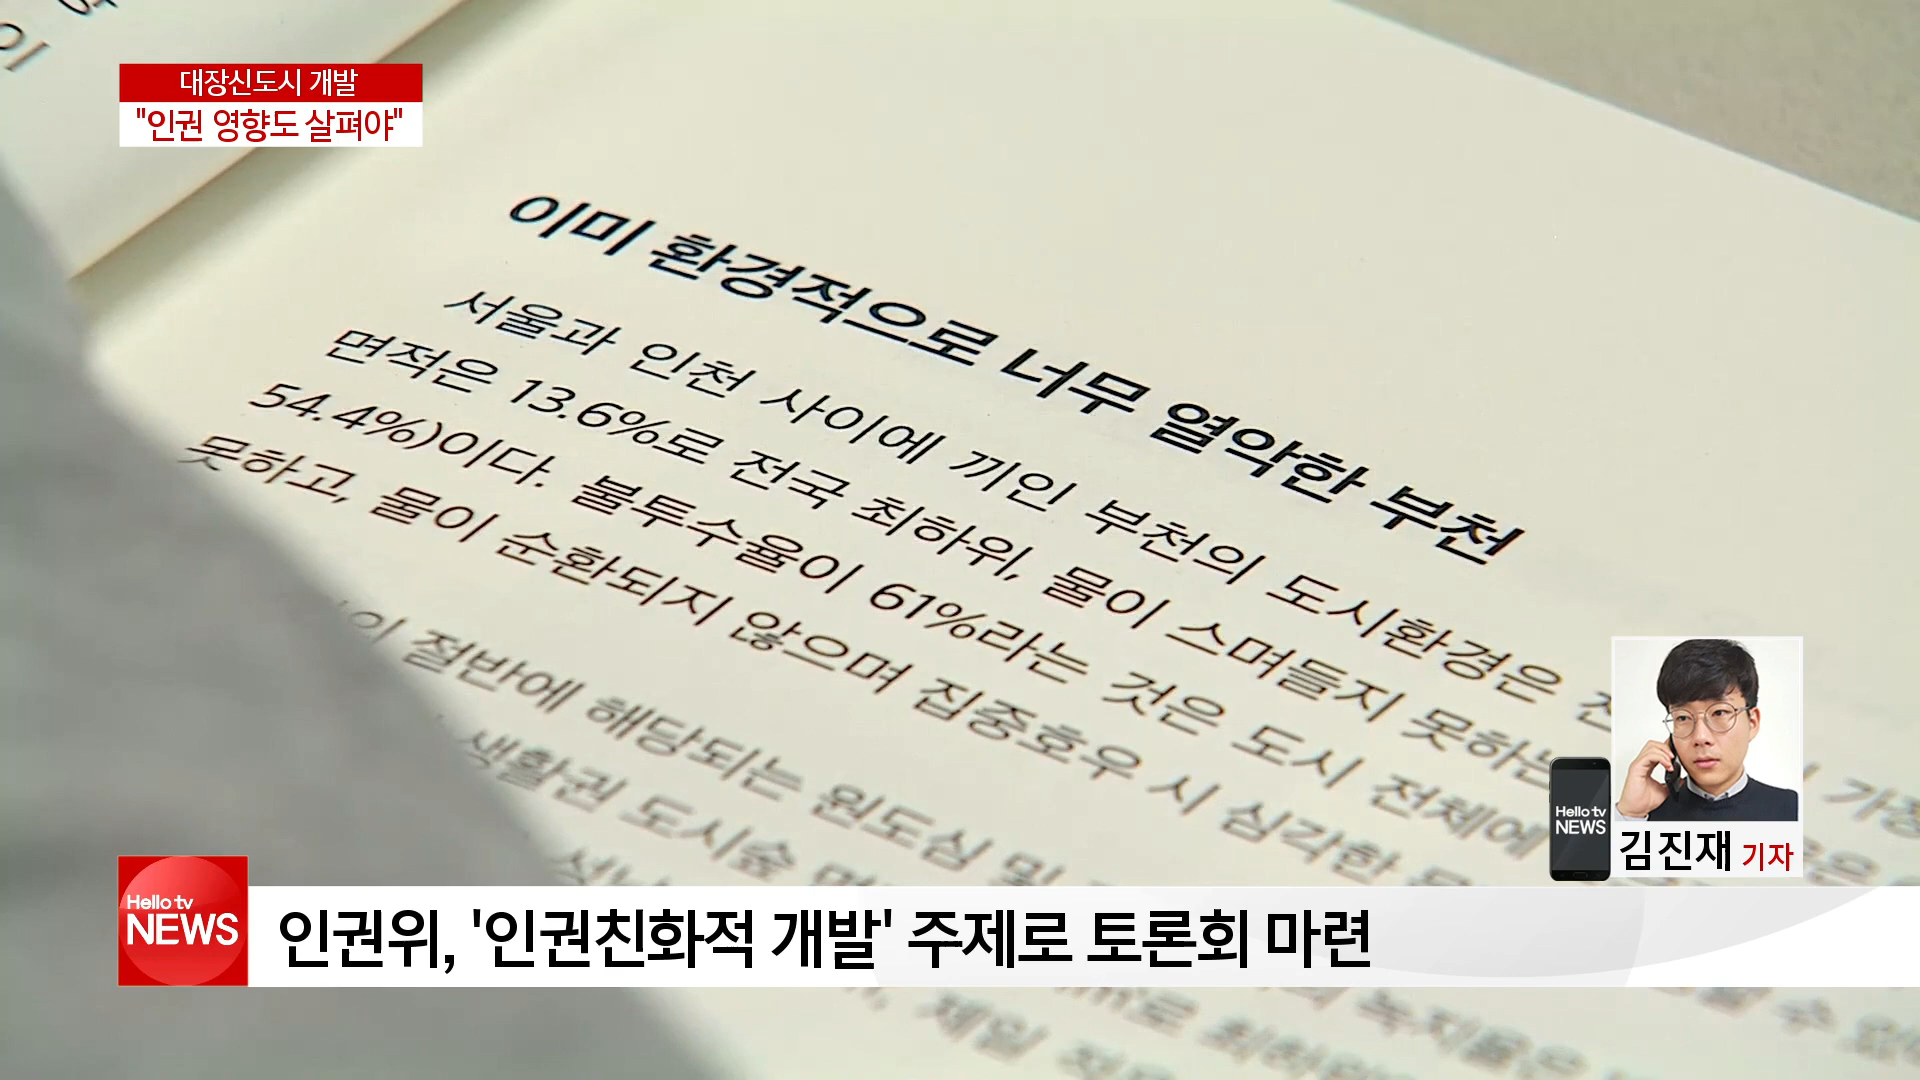 대장신도시 개발
"인권 영향도 살펴야"
이미 환경적으로 너무 열악한 부천
서울과 인천 사이에 끼인 부천의 도시환경은
면적은 13.6%로 전국 최하위, 물이 스며들지 못하는
54.4%)이다. 불투수율이 61%라는 것은 도시 전체에
못하고, 물이 순환되지 않으며 집중호우 시 심각한
절반에 해당되는 원도심 및
생활권 도시숲
Hello tv
NEWS
김진재 기자
Hello tv
NEWS
인권위, '인권친화적 개발' 주제로 토론회 마련